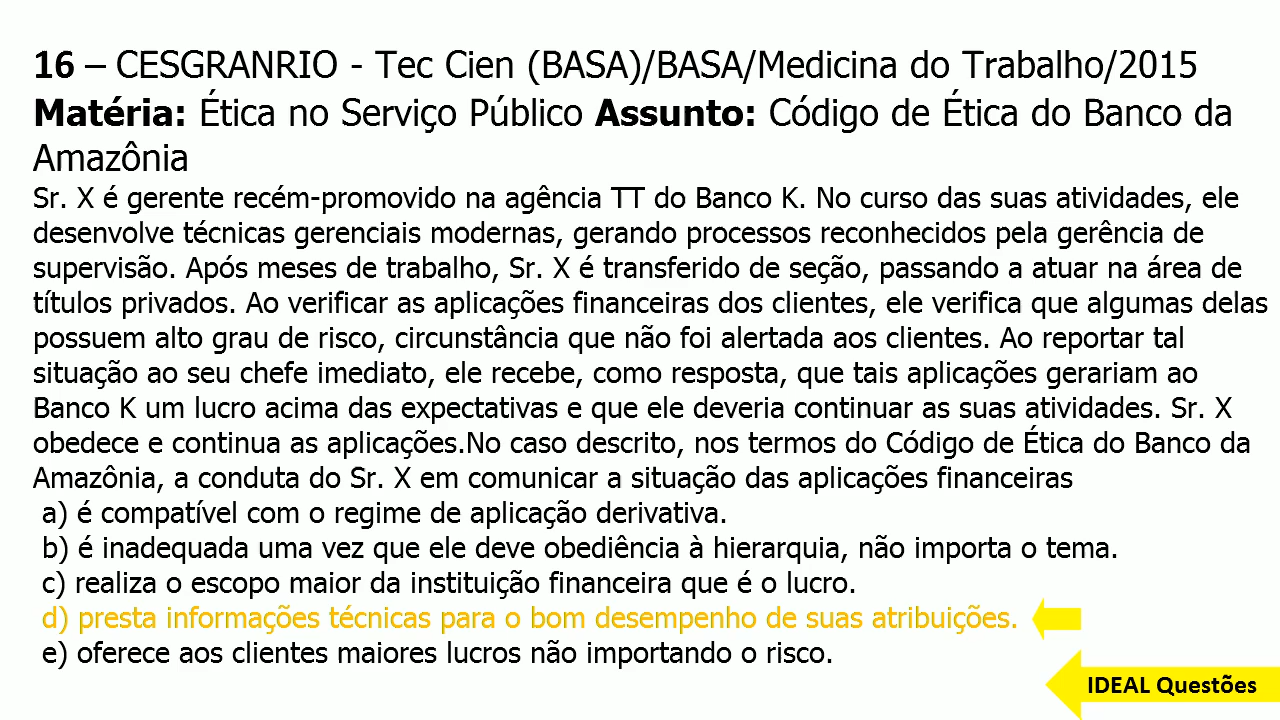 16 – CESGRANRIO - Tec Cien (BASA)/BASA/Medicina do Trabalho/2015
Matéria: Ética no Serviço Público Assunto: Código de Ética do Banco da
Amazônia
Sr. X é gerente recém-promovido na agência TT do Banco K. No curso das suas atividades, ele
desenvolve técnicas gerenciais modernas, gerando processos reconhecidos pela gerência de
supervisão. Após meses de trabalho, Sr. X é transferido de seção, passando a atuar na área de
títulos privados. Ao verificar as aplicações financeiras dos clientes, ele verifica que algumas delas
possuem alto grau de risco, circunstância que não foi alertada aos clientes. Ao reportar tal
situação ao seu chefe imediato, ele recebe, como resposta, que tais aplicações gerariam ao
Banco K um lucro acima das expectativas e que ele deveria continuar as suas atividades. Sr. X
obedece e continua as aplicações.No caso descrito, nos termos do Código de Ética do Banco da
Amazônia, a conduta do Sr. X em comunicar a situação das aplicações financeiras
a) é compatível com o regime de aplicação derivativa.
b) é inadequada uma vez que ele deve obediência à hierarquia, não importa o tema.
c) realiza o escopo maior da instituição financeira que é o lucro.
d) presta informações técnicas para o bom desempenho de suas atribuições.
e) oferece aos clientes maiores lucros não importando o risco.
IDEAL Questões